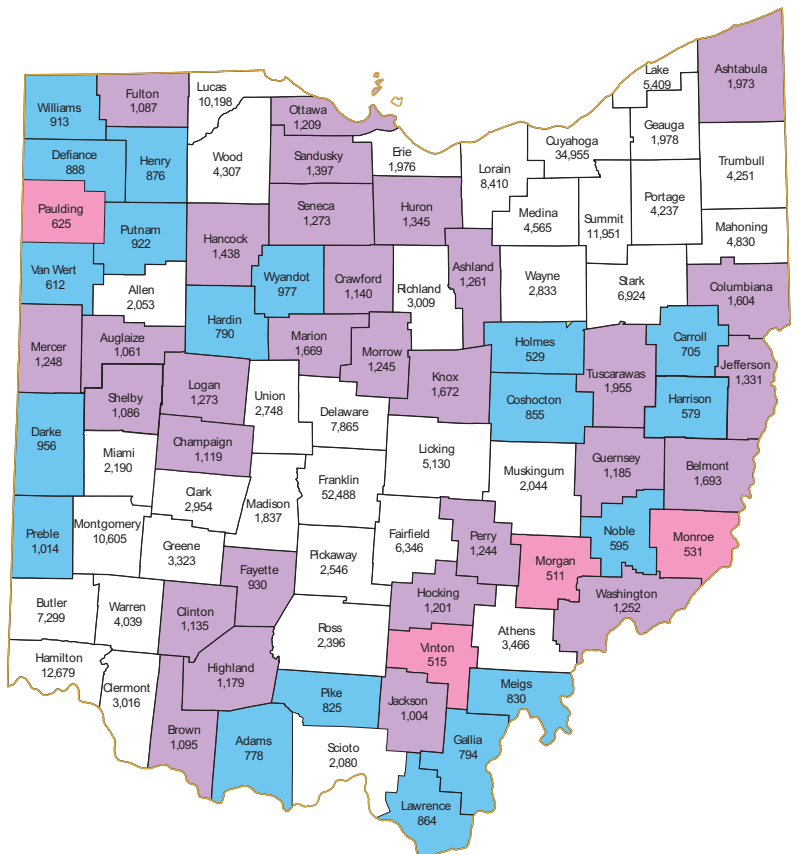 Lake
5,409
Ashtabula
1,973
Lucas
10,198
Fulton
1,087
Williams
913
Ottawa
1,209
Geauga
1,978
Cuyahoga
34,955
Erie
1,976
Wood
4,307
Sandusky
1,397
Defiance
888
Henry
876
Trumbull
4,251
Lorain
8,410
Portage
4,237
Paulding
625
Seneca
1,273
Huron
1,345
Medina
4,565
Summit
11,951
Putnam
922
Hancock
1,438
Mahoning
4,830
Van Wert
612
Wyandot
977
Crawford
1,140
Ashland
1,261
Richland
3,009
Wayne
2,833
Stark
6,924
Columbiana
1,604
Allen
2,053
Hardin
790
Mercer
1,248
Auglaize
1,061
Marion
1,669
Morrow
1,245
Holmes
529
Carroll
705
Jefferson
1,331
Tuscarawas
1,955
Knox
1,672
Logan
1,273
Shelby
1,086
Union
2,748
Delaware
7,865
Coshocton
855
Harrison
579
Darke
956
Champaign
1,119
Miami
2,190
Licking
5,130
Guernsey
1,185
Belmont
1,693
Muskingum
2,044
Franklin
52,488
Clark
2,954
Madison
1,837
Montgomery
10,605
Preble
1,014
Greene
3,323
Fairfield
6,346
Perry
1,244
Noble
595
Monroe
531
Pickaway
2,546
Morgan
511
Fayette
930
Hocking
1,201
Washington
1,252
Butler
7,299
Warren
4,039
Clinton
1,135
Ross
2,396
Athens
3,466
Vinton
515
Hamilton
12,679
Clermont
3,016
Highland
1,179
Pike
825
Jackson
1,004
Meigs
830
Brown
1,095
Adams
778
Scioto
2,080
Gallia
794
Lawrence
864